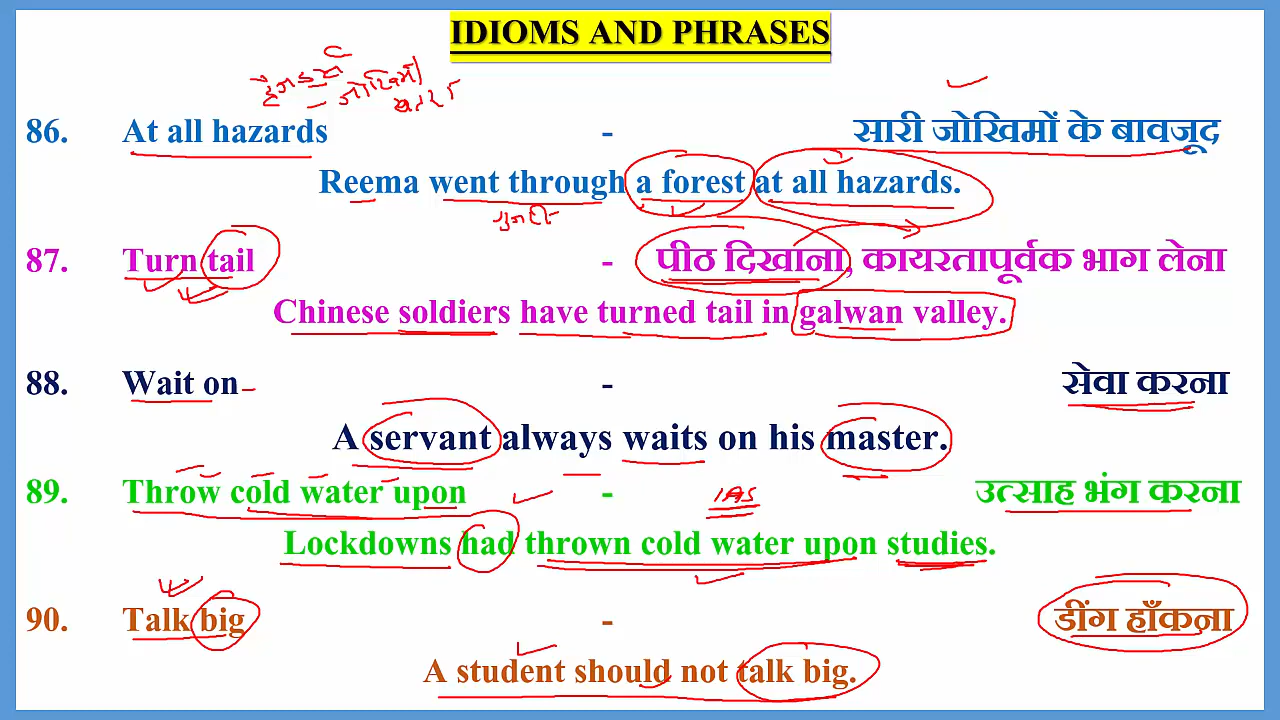 IDIOMS AND PHRASES
86. At all hazards - सारी जोखिमों के बावजूद
Reema went through a forest at all hazards.
87. Turn tail - पीठ दिखाना, कायरतापूर्वक भाग लेना
Chinese soldiers have turned tail in galwan valley.
88. Wait on - सेवा करना
A servant always waits on his master.
89. Throw cold water upon - उत्साह भंग करना
IAS
Lockdowns had thrown cold water upon studies.
90. Talk big - डींग हाँकना
A student should not talk big.